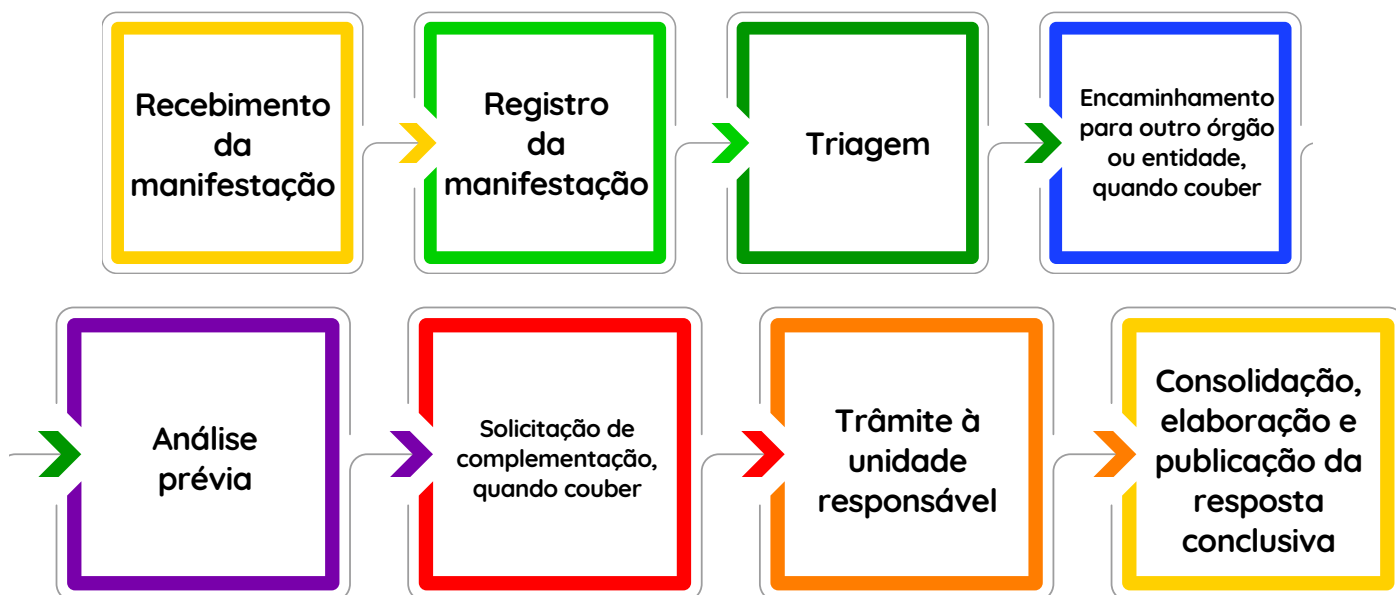 Recebimento
da
manifestação
Registro
da
manifestação
Triagem
Encaminhamento
para outro órgão
ou entidade,
quando couber
Análise
prévia
Solicitação de
complementação,
quando couber
Trâmite à
unidade
responsável
Consolidação,
elaboração e
publicação da
resposta
conclusiva